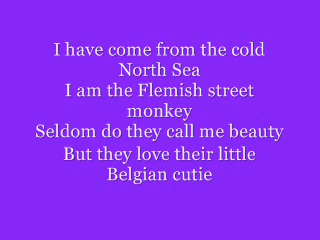 I have come from the cold
North Sea
I am the Flemish street
monkey
Seldom do they call me beauty
But they love their little
Belgian cutie